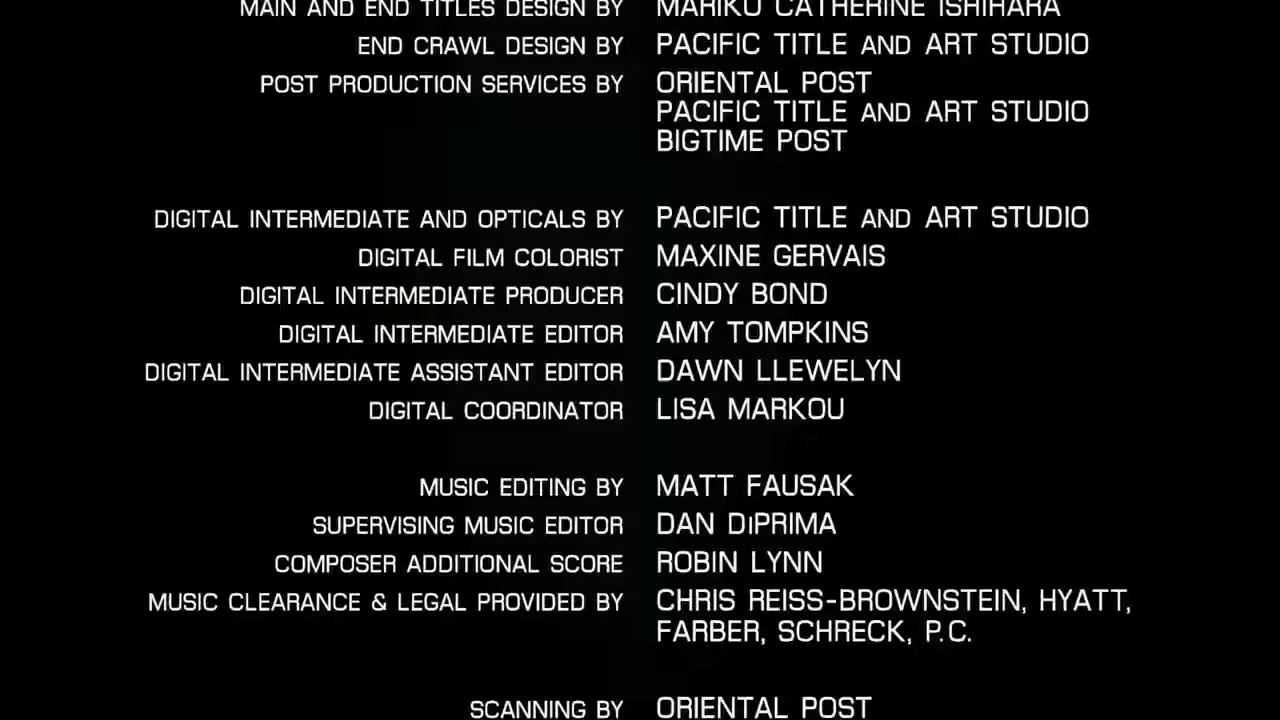 MAIN AND END TITLES DESIGN BY MARIKO CATHERINE ISHIHARA
END CRAWL DESIGN BY PACIFIC TITLE AND ART STUDIO
POST PRODUCTION SERVICES BY ORIENTAL POST
PACIFIC TITLE AND ART STUDIO
BIGTIME POST
DIGITAL INTERMEDIATE AND OPTICALS BY PACIFIC TITLE AND ART STUDIO
DIGITAL FILM COLORIST MAXINE GERVAIS
DIGITAL INTERMEDIATE PRODUCER CINDY BOND
DIGITAL INTERMEDIATE EDITOR AMY TOMPKINS
DIGITAL INTERMEDIATE ASSISTANT EDITOR DAWN LLEWELYN
DIGITAL COORDINATOR LISA MARKOU
MUSIC EDITING BY MATT FAUSAK
SUPERVISING MUSIC EDITOR DAN DiPRIMA
COMPOSER ADDITIONAL SCORE ROBIN LYNN
MUSIC CLEARANCE & LEGAL PROVIDED BY CHRIS REISS-BROWNSTEIN, HYATT,
FARBER, SCHRECK, P.C.
SCANNING BY ORIENTAL POST